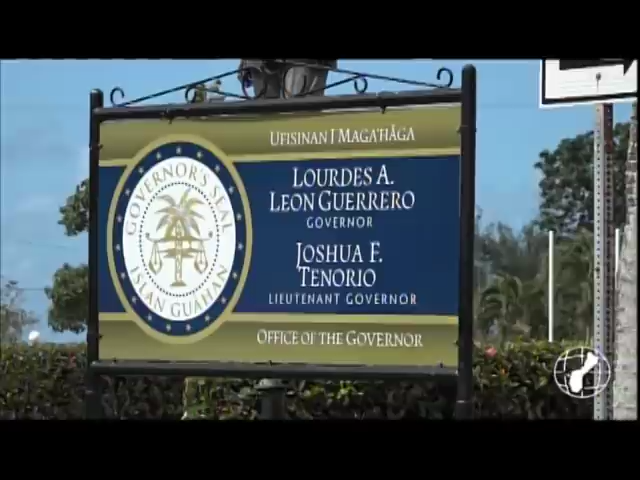 UFISINAN I MAGA'HÅGA
LOURDES A.
LEON GUERRERO
GOVERNOR
JOSHUA F.
TENORIO
LIEUTENANT GOVERNOR
OFFICE OF THE GOVERNOR
GOVERNOR'S SEAL
ISLAN GUAHAN